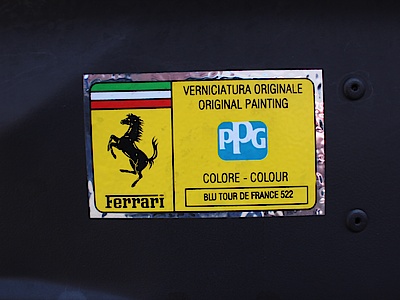 VERNICIATURA ORIGINALE
ORIGINAL PAINTING
PPG
COLORE - COLOUR
BLU TOUR DE FRANCE 522
Ferrari